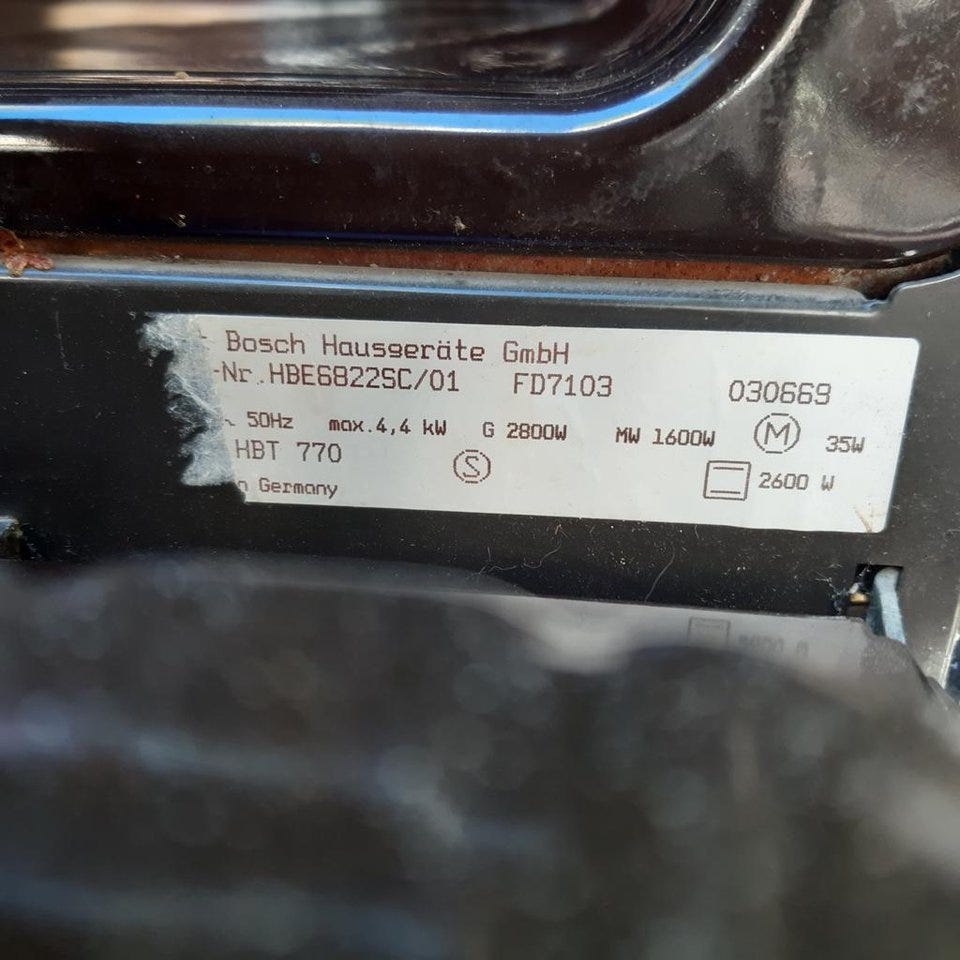 Bosch Hausgeräte GmbH
-Nr. HBE6822SC/01 FD7103 030669
~ 50Hz max.4,4 kW G 2800W MW 1600W M 35W
HBT 770 S 2600 W
n Germany